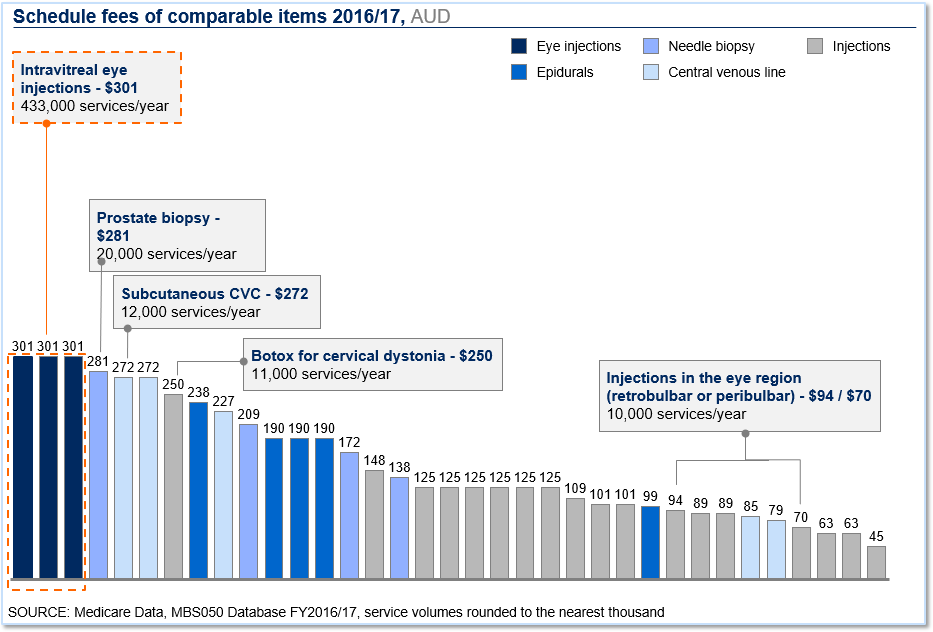 Schedule fees of comparable items 2016/17, AUD
Eye injections
Needle biopsy
Injections
Epidurals
Central venous line
Intravitreal eye
injections - $301
433,000 services/year
Prostate biopsy -
$281
20,000 services/year
Subcutaneous CVC - $272
12,000 services/year
Botox for cervical dystonia - $250
11,000 services/year
Injections in the eye region
(retrobulbar or peribulbar) - $94 / $70
10,000 services/year
301 301 301 281 272 272 250 238 227 209 190 190 190 172 148 138 125 125 125 125 125 125 109 101 101 99 94 89 89 85 79 70 63 63 45
SOURCE: Medicare Data, MBS050 Database FY2016/17, service volumes rounded to the nearest thousand